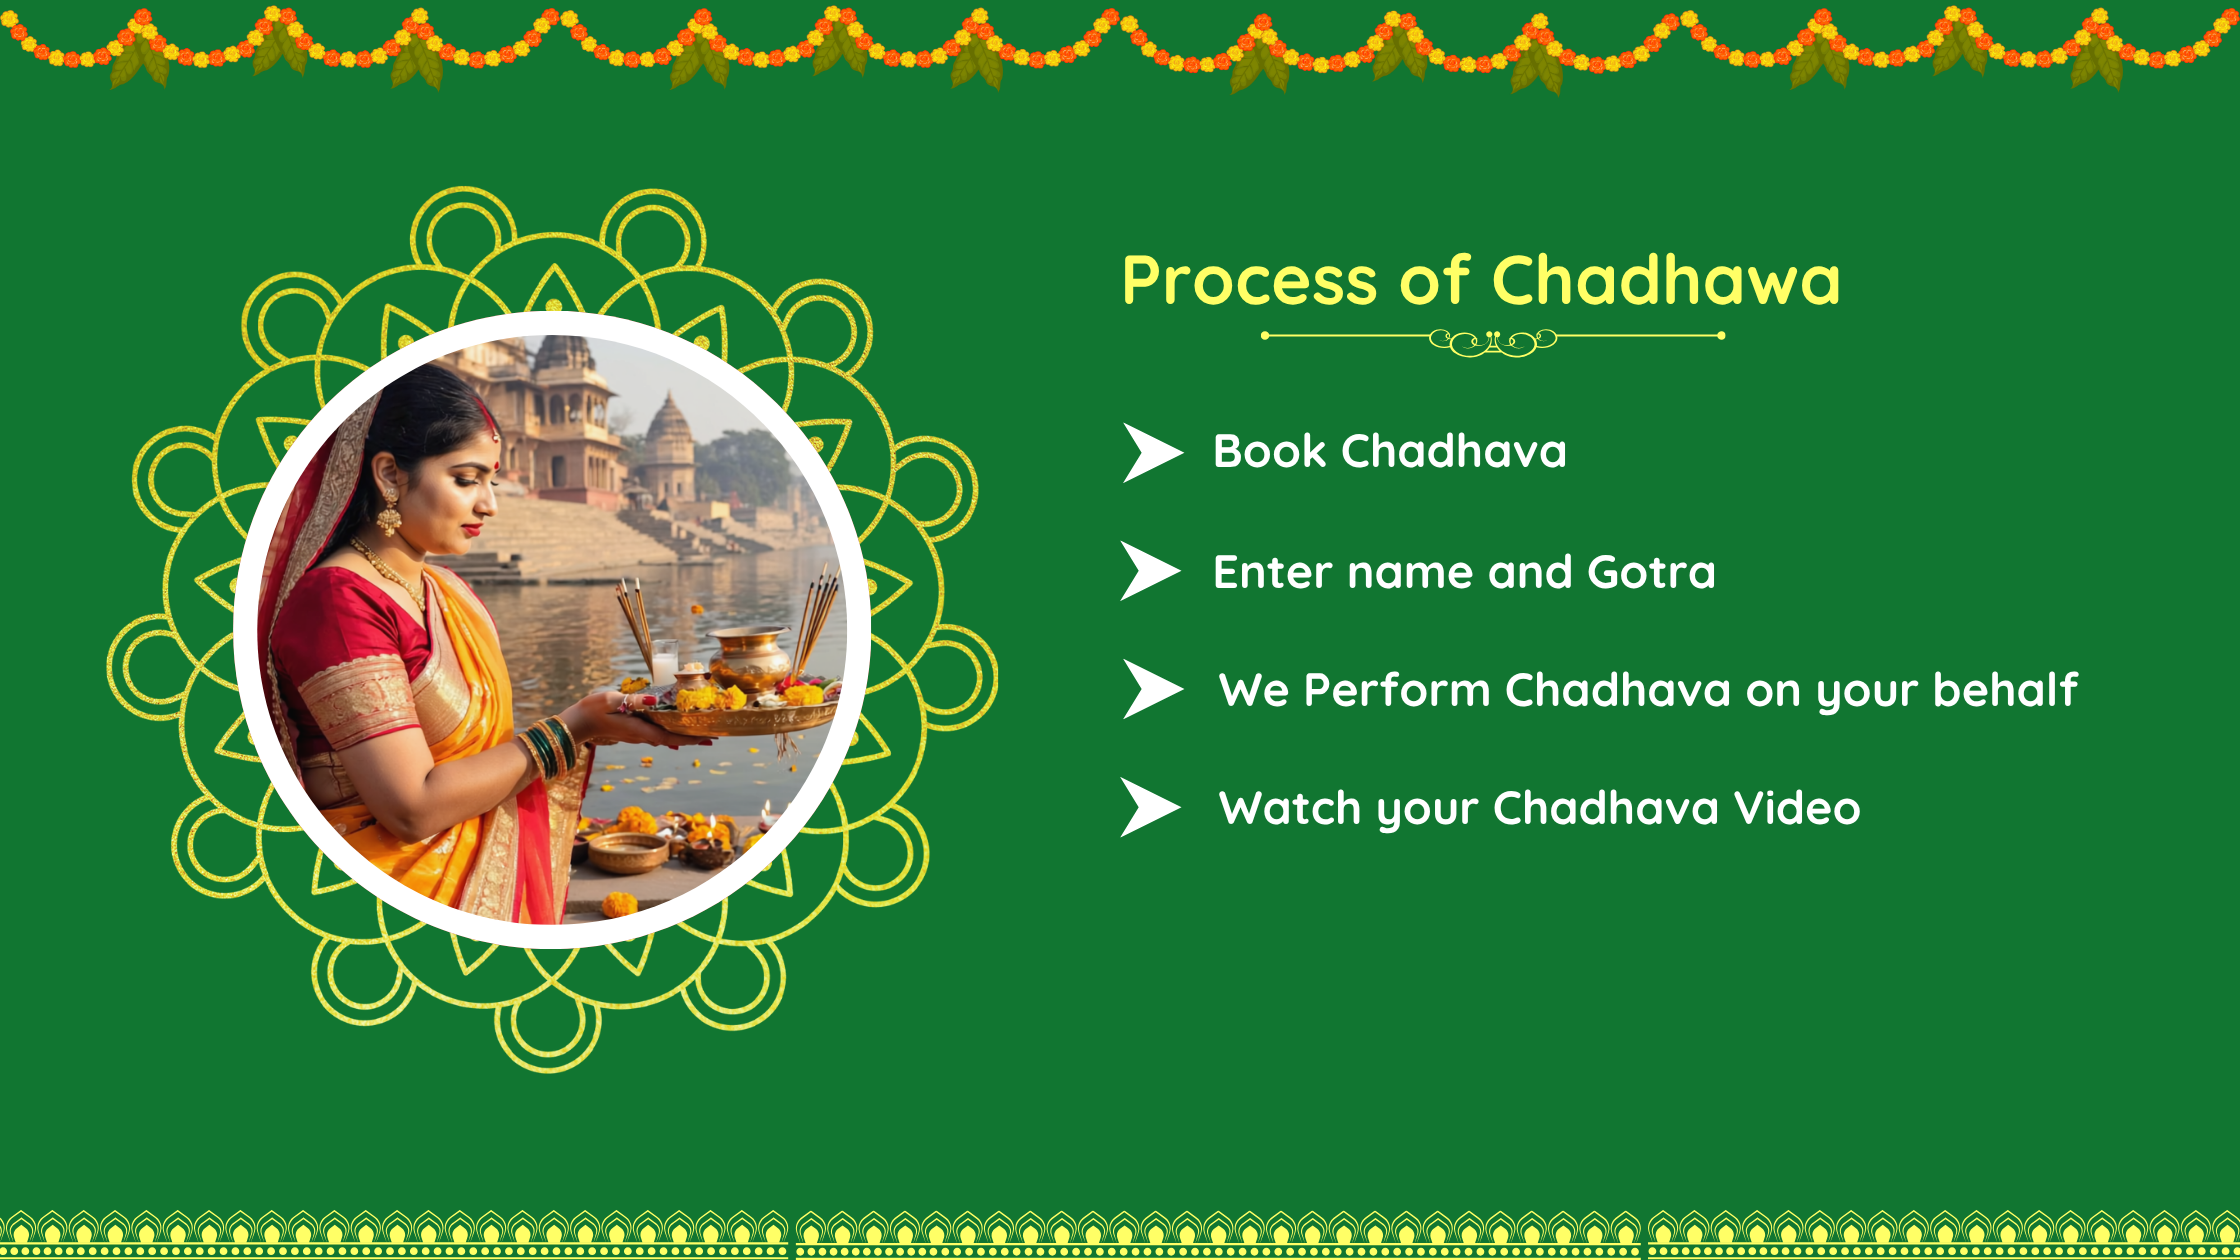 Process of Chadhawa
Book Chadhava
Enter name and Gotra
We Perform Chadhava on your behalf
Watch your Chadhava Video